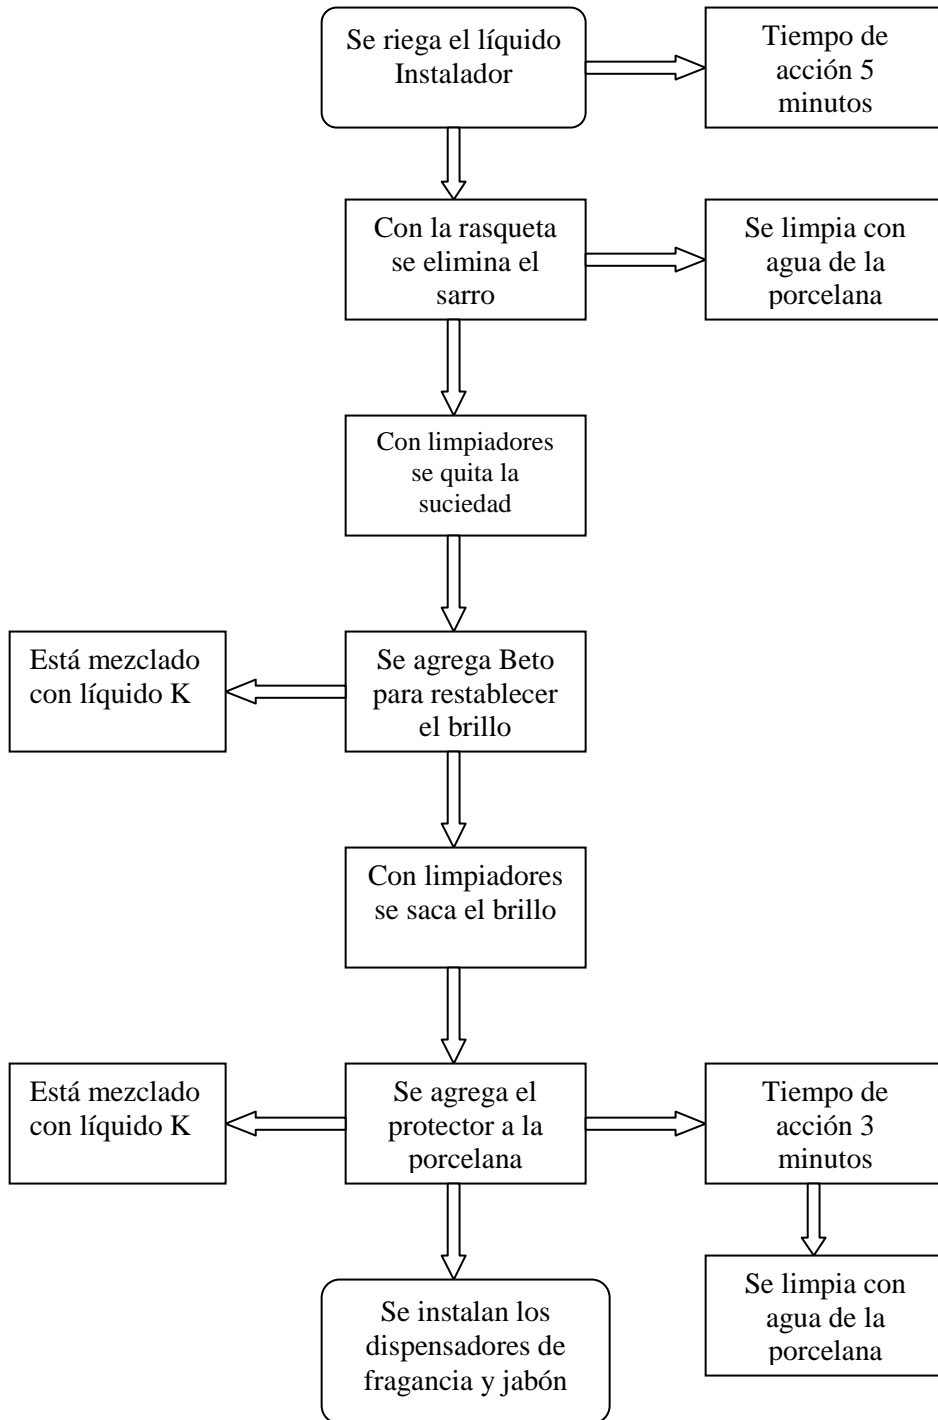 Se riega el líquido
Instalador
Tiempo de
acción 5
minutos
Con la rasqueta
se elimina el
sarro
Se limpia con
agua de la
porcelana
Con limpiadores
se quita la
suciedad
Está mezclado
con líquido K
Se agrega Beto
para restablecer
el brillo
Con limpiadores
se saca el brillo
Está mezclado
con líquido K
Se agrega el
protector a la
porcelana
Tiempo de
acción 3
minutos
Se instalan los
dispensadores de
fragancia y jabón
Se limpia con
agua de la
porcelana